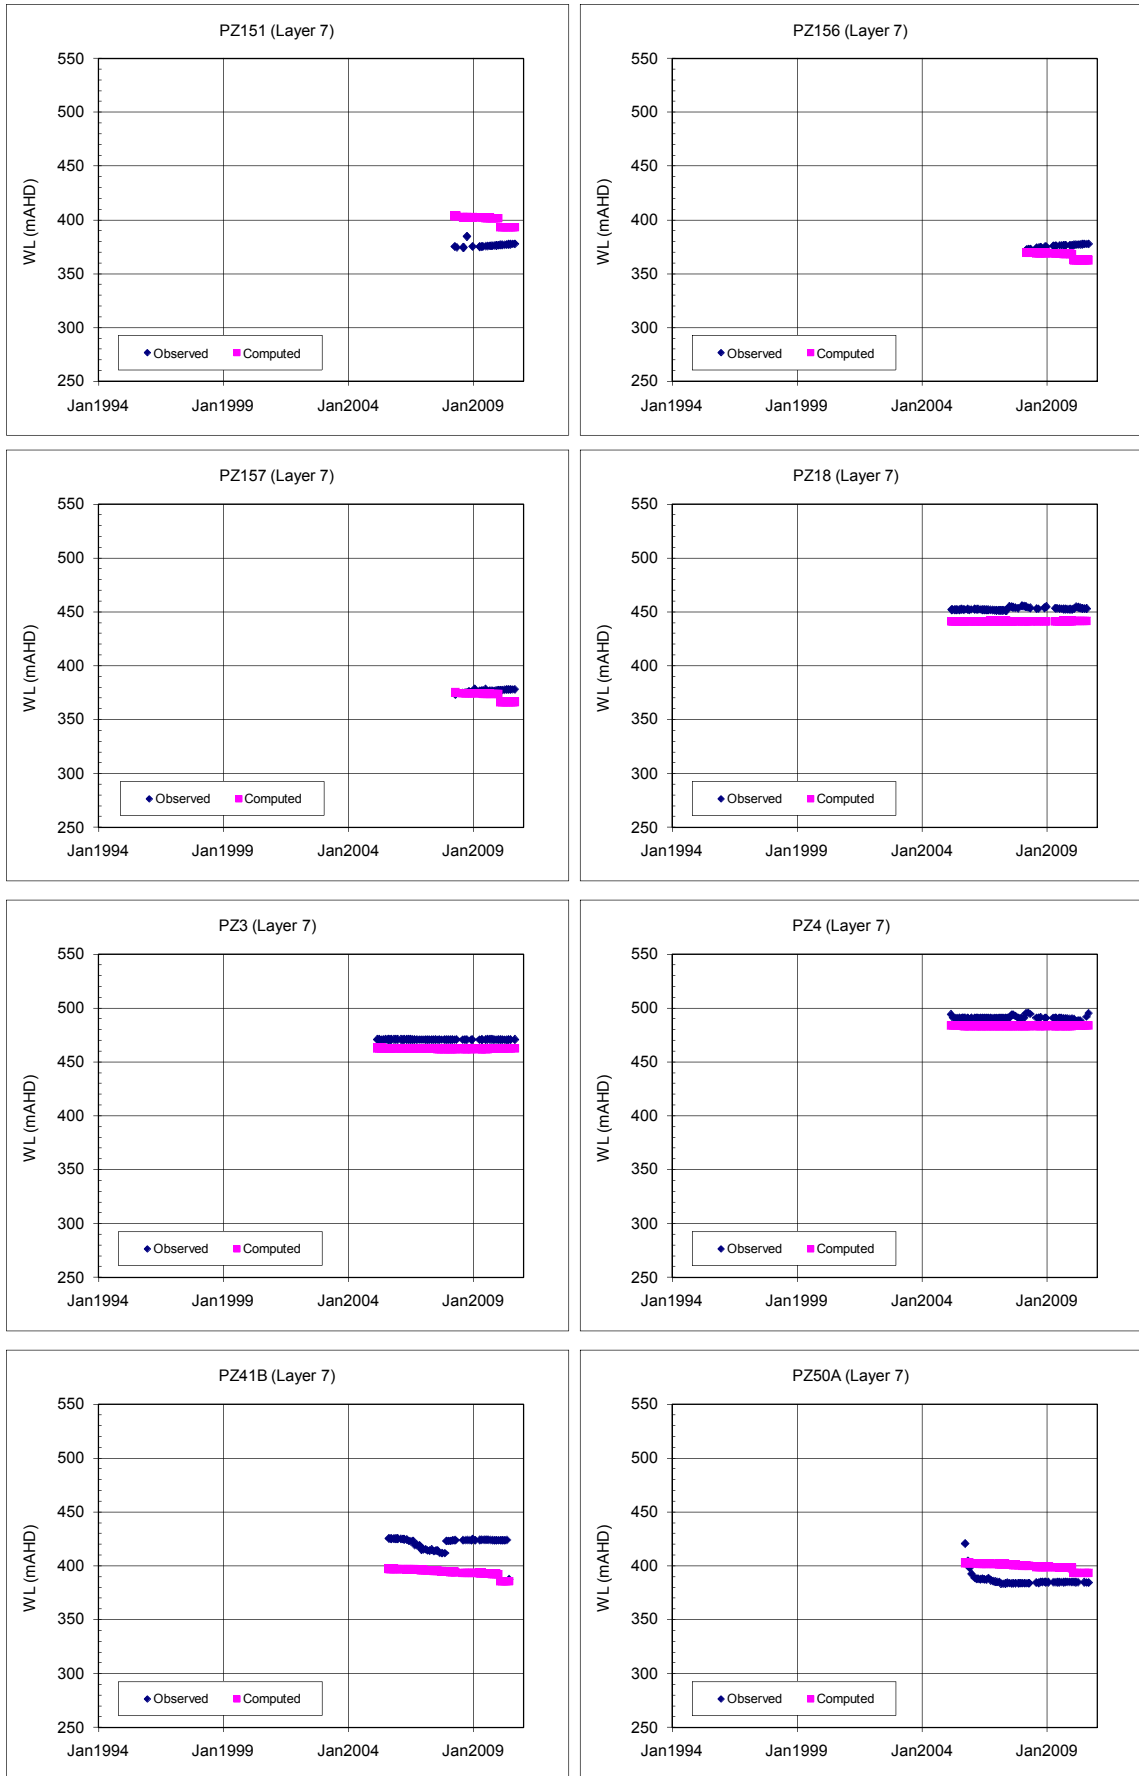 PZ151 (Layer 7)
550
500
450
400
350
300
250
WL (mAHD)
Observed Computed
Jan1994 Jan1999 Jan2004 Jan2009
PZ156 (Layer 7)
550
500
450
400
350
300
250
WL (mAHD)
Observed Computed
Jan1994 Jan1999 Jan2004 Jan2009
PZ157 (Layer 7)
550
500
450
400
350
300
250
WL (mAHD)
Observed Computed
Jan1994 Jan1999 Jan2004 Jan2009
PZ18 (Layer 7)
550
500
450
400
350
300
250
WL (mAHD)
Observed Computed
Jan1994 Jan1999 Jan2004 Jan2009
PZ3 (Layer 7)
550
500
450
400
350
300
250
WL (mAHD)
Observed Computed
Jan1994 Jan1999 Jan2004 Jan2009
PZ4 (Layer 7)
550
500
450
400
350
300
250
WL (mAHD)
Observed Computed
Jan1994 Jan1999 Jan2004 Jan2009
PZ41B (Layer 7)
550
500
450
400
350
300
250
WL (mAHD)
Observed Computed
Jan1994 Jan1999 Jan2004 Jan2009
PZ50A (Layer 7)
550
500
450
400
350
300
250
WL (mAHD)
Observed Computed
Jan1994 Jan1999 Jan2004 Jan2009